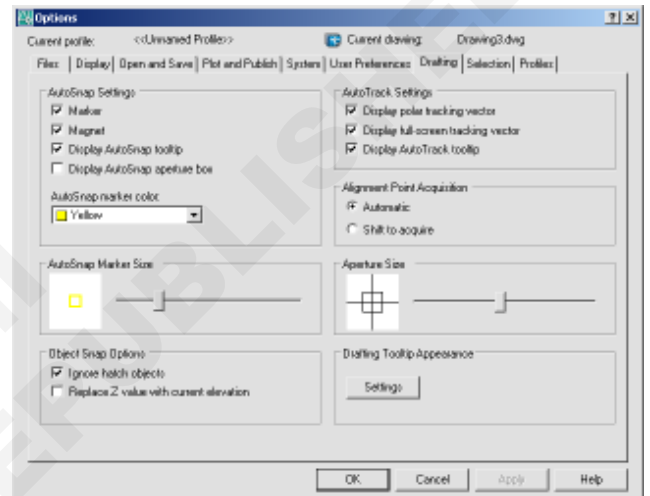 Options
Current profile: <<Unnamed Profile>> Current drawing: Drawing3.dwg
Files Display Open and Save Plot and Publish System User Preferences Drafting Selection Profiles
AutoSnap Settings
Marker
Magnet
Display AutoSnap tooltip
Display AutoSnap aperture box
AutoSnap marker color:
Yellow
AutoTrack Settings
Display polar tracking vector
Display full-screen tracking vector
Display AutoTrack tooltip
Alignment Point Acquisition
Automatic
Shift to acquire
AutoSnap Marker Size
Aperture Size
Object Snap Options
Ignore hatch objects
Replace Z value with current elevation
Drafting Tooltip Appearance
Settings
OK Cancel Apply Help